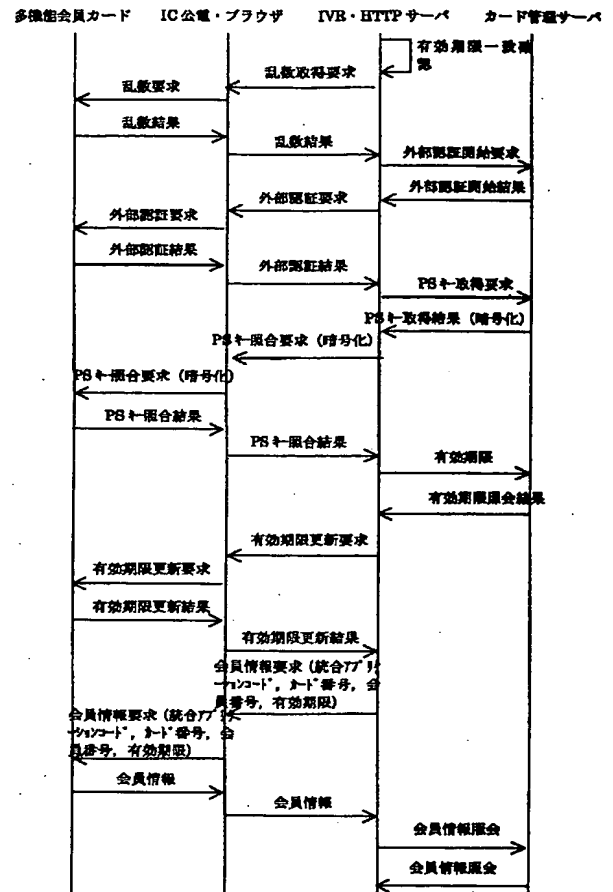 多機能会員カード IC公電・ブラウザ IVR・HTTPサーバ カード管理サーバ
有効期限一致確
認
乱数取得要求
乱数要求
乱数結果
乱数結果
外部認証開始要求
外部認証開始結果
外部認証要求
外部認証要求
外部認証結果
外部認証結果
PSキー取得要求
PSキー取得結果（暗号化）
PSキー照合要求（暗号化）
PSキー照合要求（暗号化）
PSキー照合結果
PSキー照合結果
有効期限
有効期限照会結果
有効期限更新要求
有効期限更新要求
有効期限更新結果
有効期限更新結果
会員情報要求（統合ｱﾌﾟﾘｹ
ｰｼｮﾝｺｰﾄﾞ，ｶｰﾄﾞ番号，会
員番号，有効期限）
会員情報要求（統合ｱﾌﾟﾘｹ
ｰｼｮﾝｺｰﾄﾞ，ｶｰﾄﾞ番号，会
員番号，有効期限）
会員情報
会員情報
会員情報照会
会員情報照会